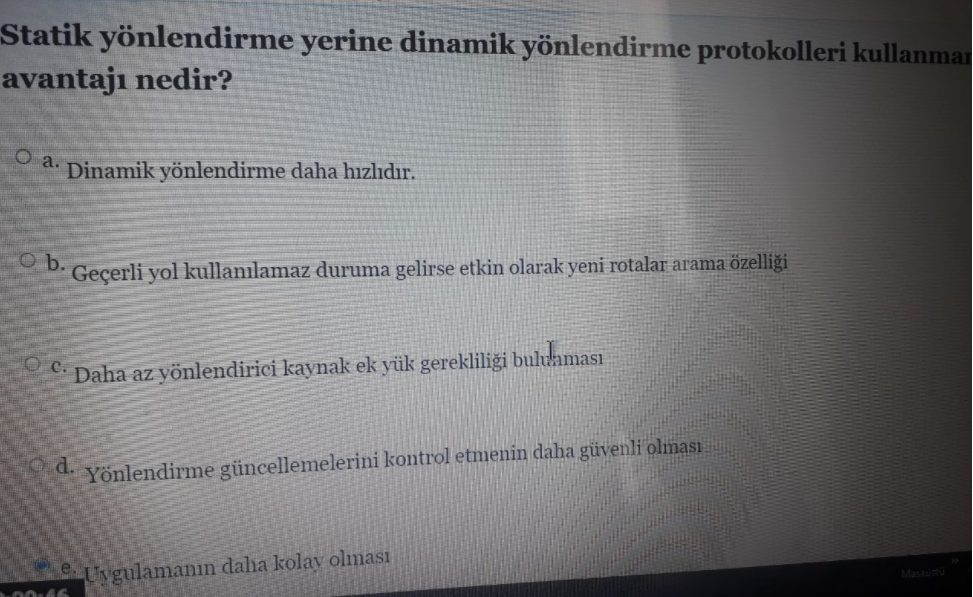 Statik yönlendirme yerine dinamik yönlendirme protokolleri
avantajı nedir?
a. Dinamik yönlendirme daha hızlıdır.
b. Geçerli yol kullanılamaz duruma gelirse etkin olarak yeni rotalar arama özelliği
c. Daha az yönlendirici kaynak ek yük gerekliliği bulunması
d. Yönlendirme güncellemelerini kontrol etmenin daha güvenli olması
e. Uygulamanın daha kolay olması